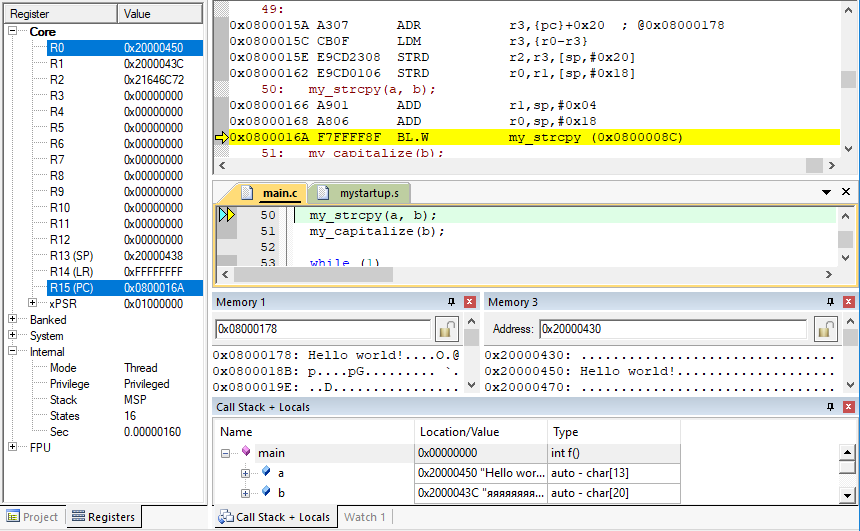 Register Value
Core
R0 0x20000450
R1 0x2000043C
R2 0x21646C72
R3 0x00000000
R4 0x00000000
R5 0x00000000
R6 0x00000000
R7 0x00000000
R8 0x00000000
R9 0x00000000
R10 0x00000000
R11 0x00000000
R12 0x00000000
R13 (SP) 0x20000438
R14 (LR) 0xFFFFFFFF
R15 (PC) 0x0800016A
xPSR 0x01000000
Banked
System
Internal
Mode Thread
Privilege Privileged
Stack MSP
States 16
Sec 0.00000160
FPU
Project Registers
49:
0x0800015A A307 ADR r3,{pc}+0x20 ; @0x08000178
0x0800015C CB0F LDM r3,{r0-r3}
0x0800015E E9CD2308 STRD r2,r3,[sp,#0x20]
0x08000162 E9CD0106 STRD r0,r1,[sp,#0x18]
50: my_strcpy(a, b);
0x08000166 A901 ADD r1,sp,#0x04
0x08000168 A806 ADD r0,sp,#0x18
0x0800016A F7FFFF8F BL.W my_strcpy (0x0800008C)
51: my_capitalize(b);
main.c mystartup.s
50 my_strcpy(a, b);
51 my_capitalize(b);
52
53 while (1)
Memory 1
0x08000178
0x08000178: Hello world!....O.@
0x0800018B: p....pG......... `.
0x0800019E: ..D................
Memory 3
Address: 0x20000430
0x20000430: ................................
0x20000450: Hello world!....................
0x20000470: ................................
Call Stack + Locals
Name Location/Value Type
main 0x00000000 int f()
a 0x20000450 "Hello wor... auto - char[13]
b 0x2000043C "яяяяяяяя... auto - char[20]
Call Stack + Locals Watch 1